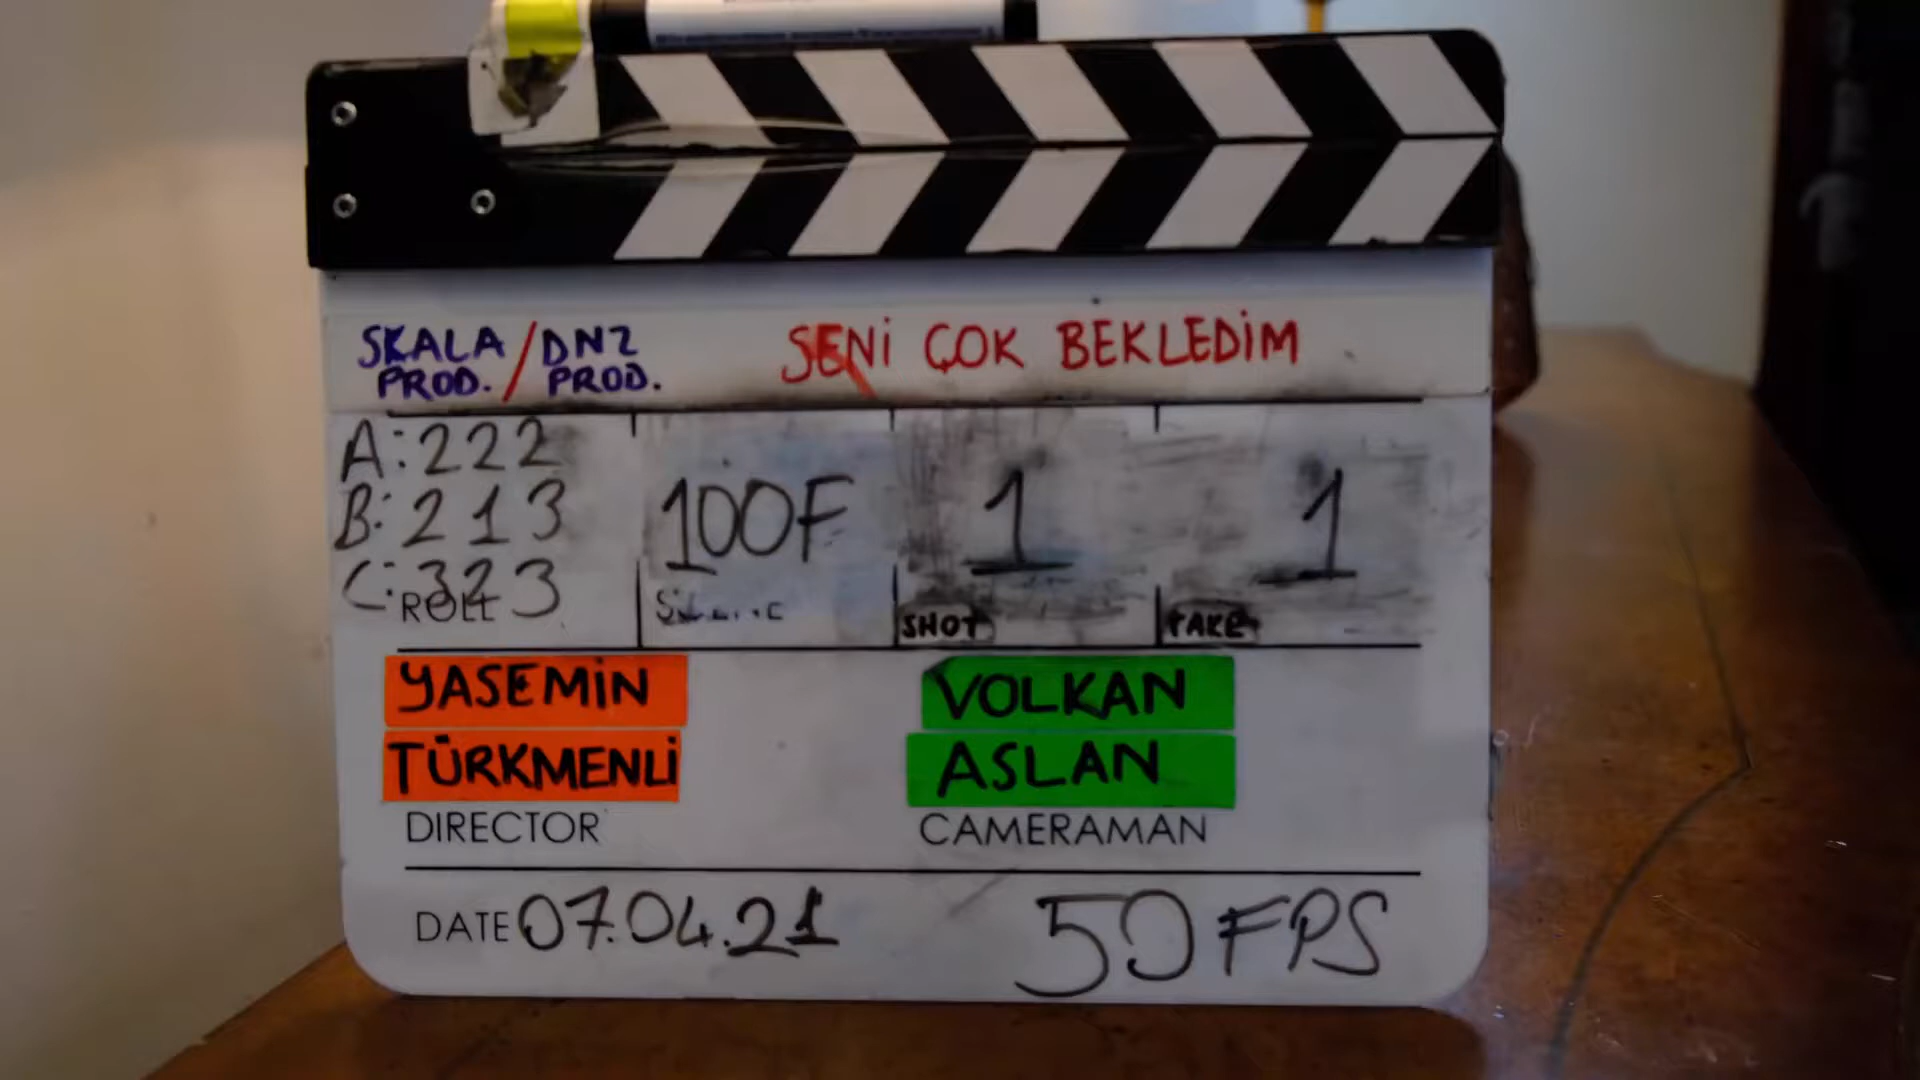 SKALA / DNZ SENİ ÇOK BEKLEDİM
PROD. PROD.
A: 222
B: 213
C: 323
100F 1 1
ROLL SHOT TAKE
YASEMİN VOLKAN
TÜRKMENLİ ASLAN
DIRECTOR CAMERAMAN
DATE 07.04.21 50 FPS